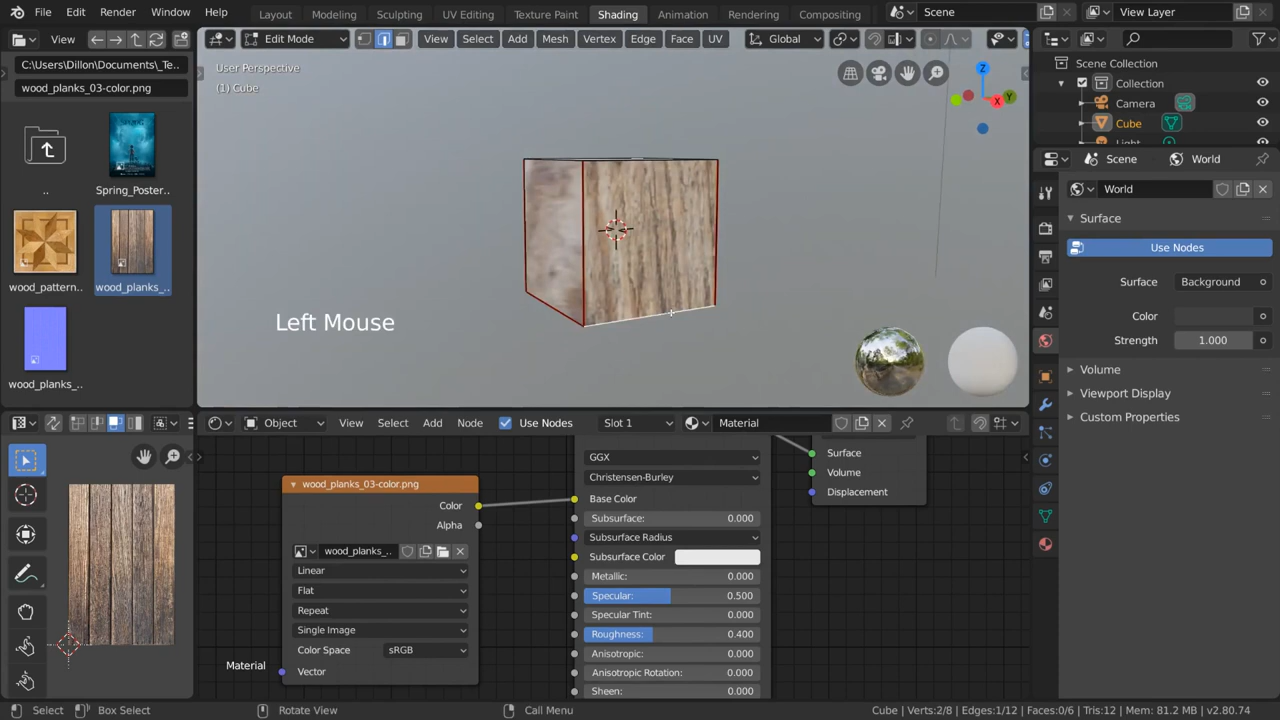 File Edit Render Window Help
Layout Modeling Sculpting UV Editing Texture Paint Shading Animation Rendering Compositing
Scene
View Layer
View
C:\Users\Dillon\Documents\_Te..
wood_planks_03-color.png
..
Spring_Poster..
wood_pattern..
wood_planks_..
wood_planks_..
Edit Mode
View Select Add Mesh Vertex Edge Face UV
Global
User Perspective
(1) Cube
Z
X
Y
Left Mouse
Scene Collection
Collection
Camera
Cube
Light
Scene
World
World
Surface
Use Nodes
Surface
Background
Color
Strength
1.000
Volume
Viewport Display
Custom Properties
Object
View Select Add Node
Use Nodes
Slot 1
Material
wood_planks_03-color.png
Color
Alpha
wood_planks_..
Linear
Flat
Repeat
Single Image
Color Space
sRGB
Vector
Material
GGX
Christensen-Burley
Base Color
Subsurface: 0.000
Subsurface Radius
Subsurface Color
Metallic: 0.000
Specular: 0.500
Specular Tint: 0.000
Roughness: 0.400
Anisotropic: 0.000
Anisotropic Rotation: 0.000
Sheen: 0.000
Surface
Volume
Displacement
Select
Box Select
Rotate View
Call Menu
Cube | Verts:2/8 | Edges:1/12 | Faces:0/6 | Tris:12 | Mem: 81.2 MB | v2.80.74